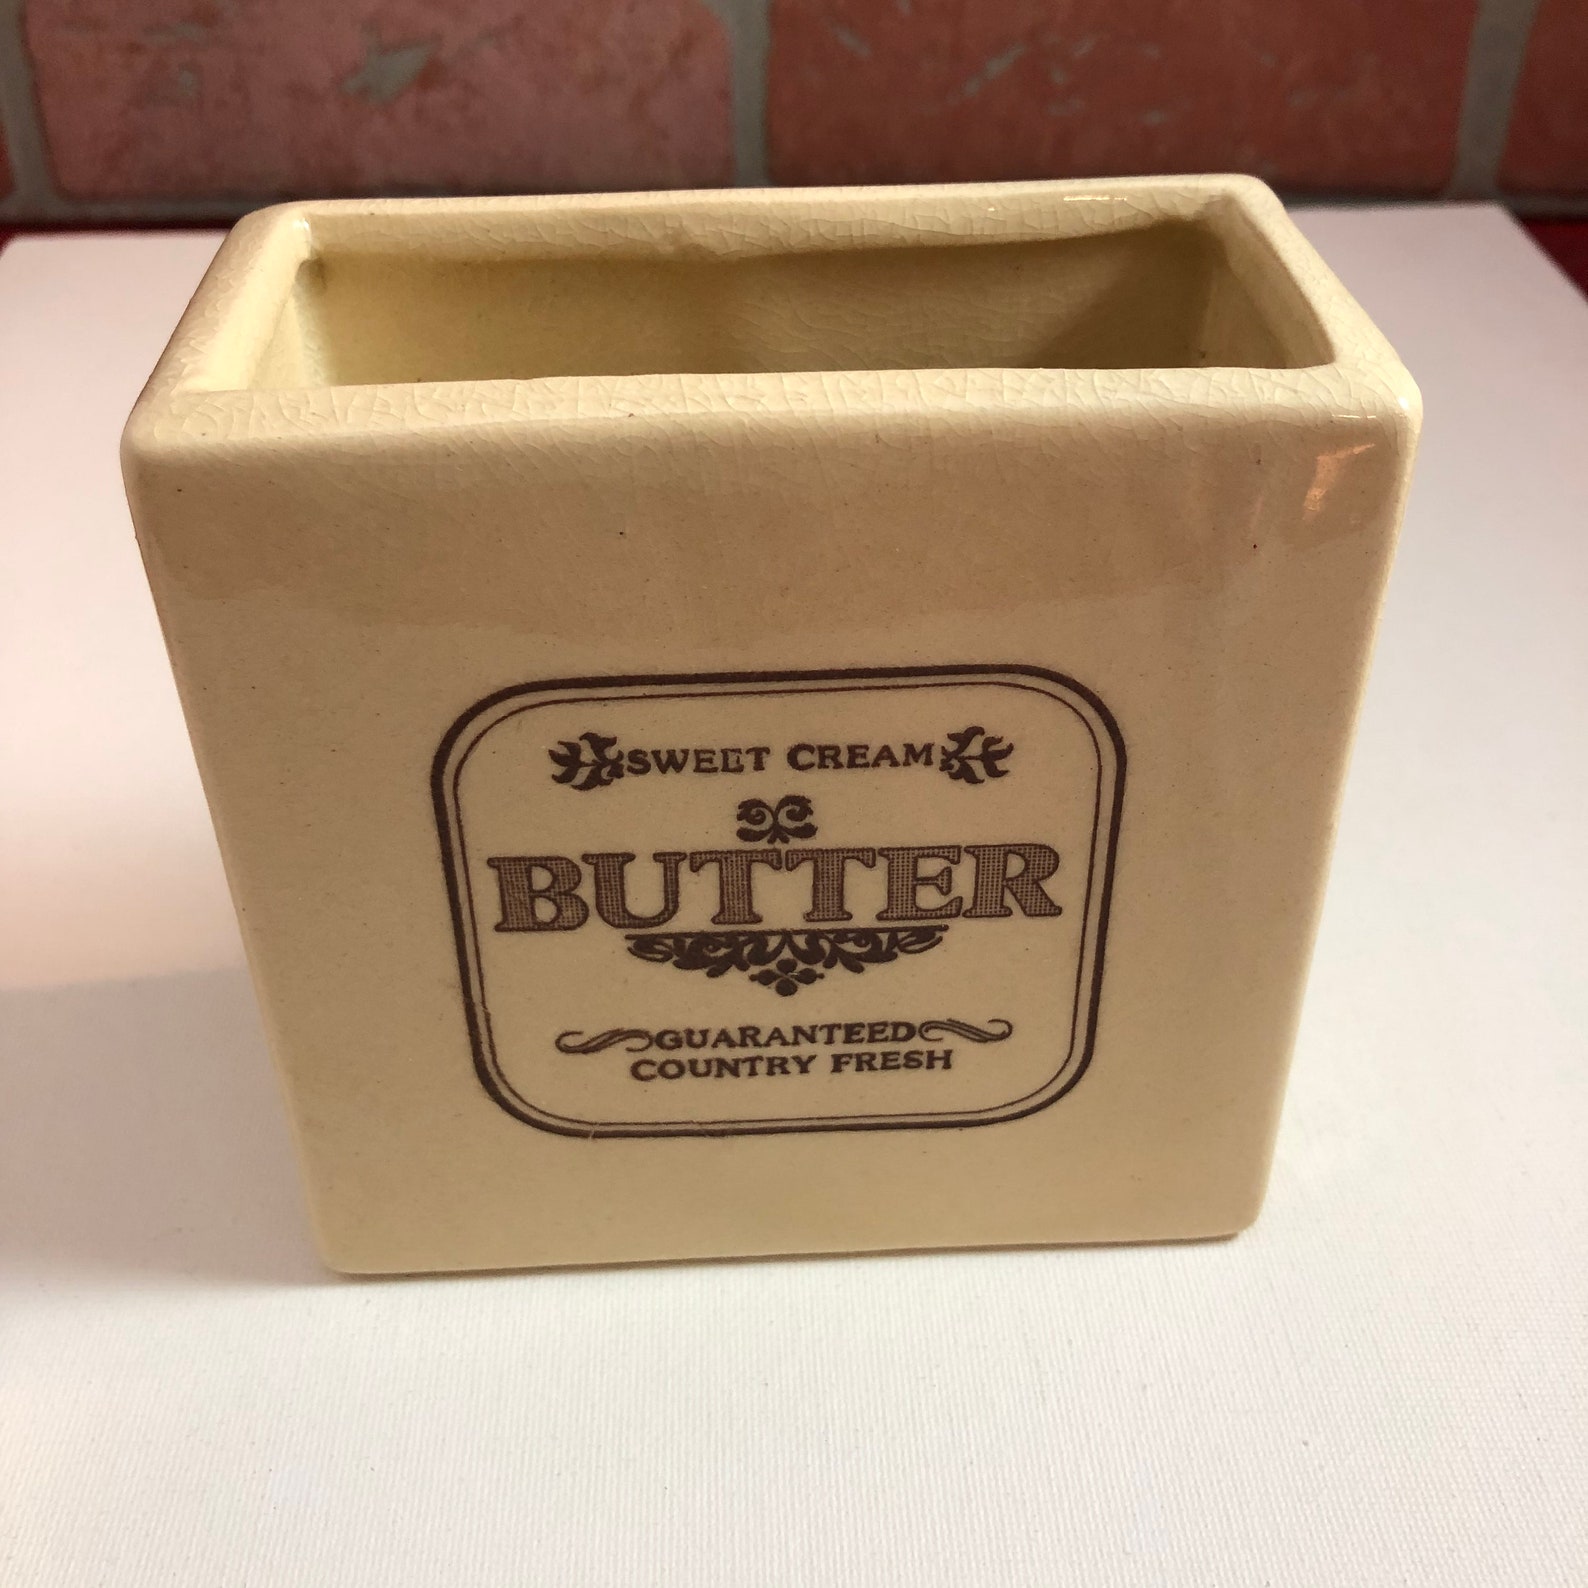 SWEET CREAM
BUTTER
GUARANTEED
COUNTRY FRESH